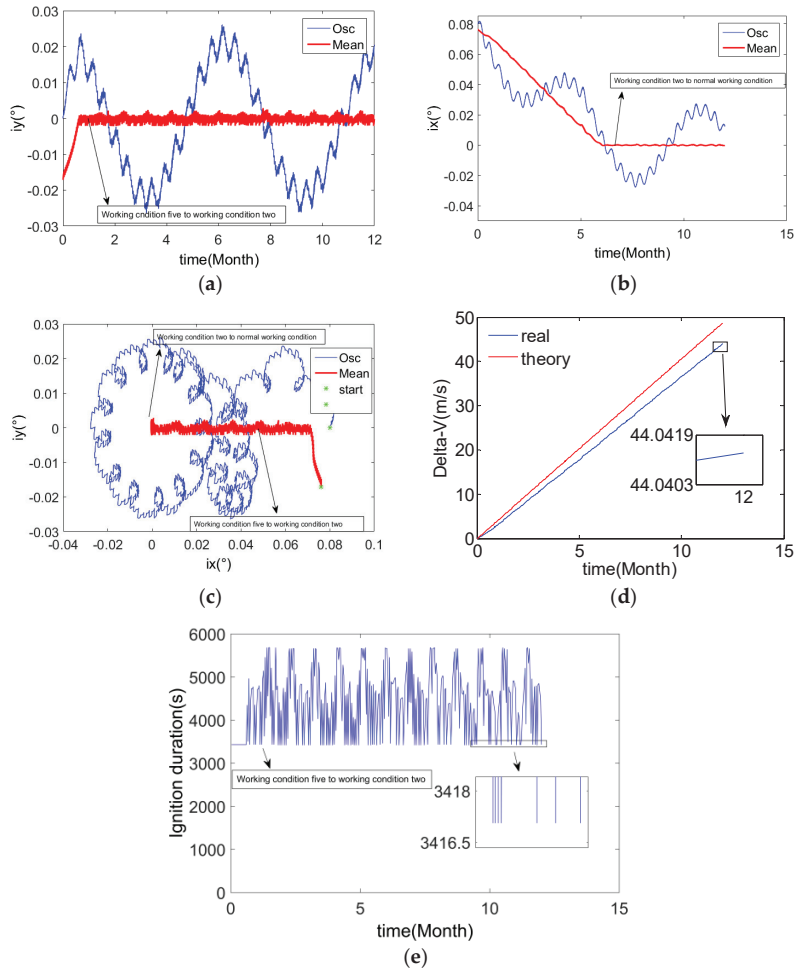 0.03
0.02
0.01
0
-0.01
-0.02
-0.03
iy(°)
Osc
Mean
Working cndition five to working condition two
0 2 4 6 8 10 12
time(Month)
(a)
0.08
0.06
0.04
0.02
0
-0.02
-0.04
ix(°)
Osc
Mean
Working condition two to normal working condition
0 5 10 15
time(Month)
(b)
0.03
0.02
0.01
0
-0.01
-0.02
-0.03
iy(°)
Working condition two to normal working condition
Osc
Mean
start
Working condition five to working condition two
-0.04 -0.02 0 0.02 0.04 0.06 0.08 0.1
ix(°)
(c)
50
40
30
20
10
0
Delta-V(m/s)
real
theory
44.0419
44.0403
12
0 5 10 15
time(Month)
(d)
6000
5000
4000
3000
2000
1000
0
Ignition duration(s)
Working condition five to working condition two
3418
3416.5
0 5 10 15
time(Month)
(e)